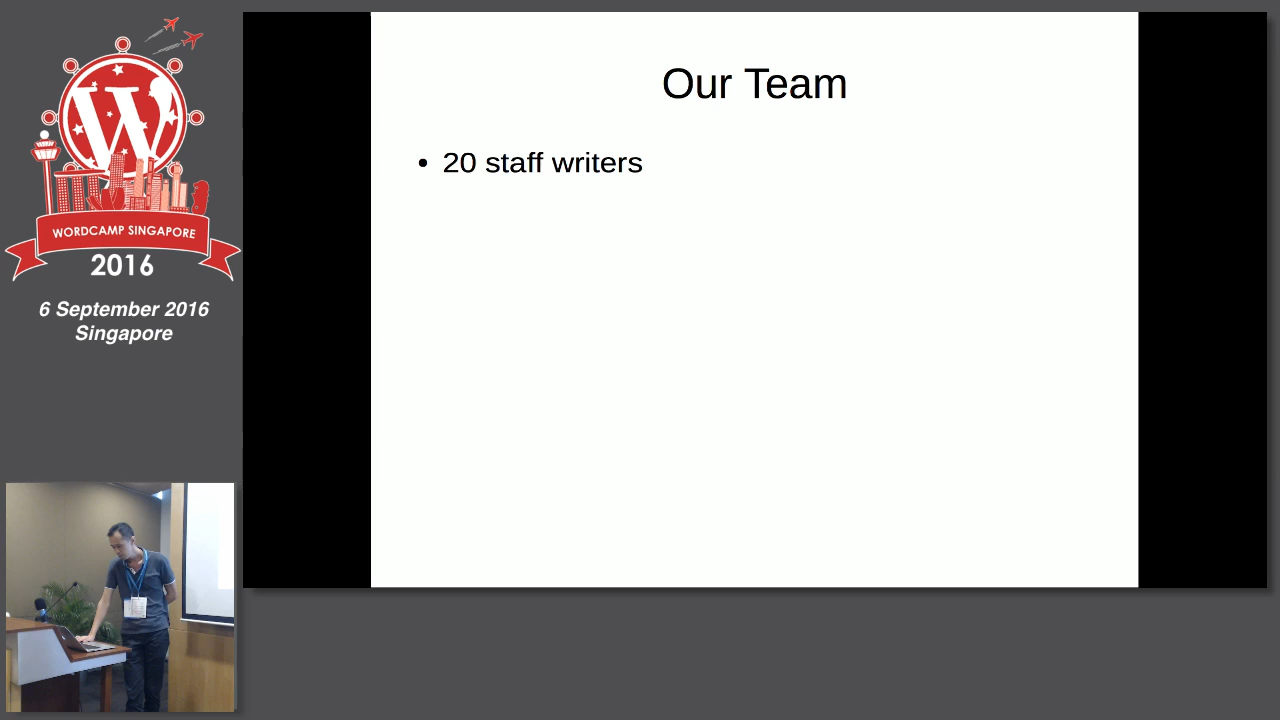 WORDCAMP SINGAPORE
2016
6 September 2016
Singapore
Our Team
• 20 staff writers